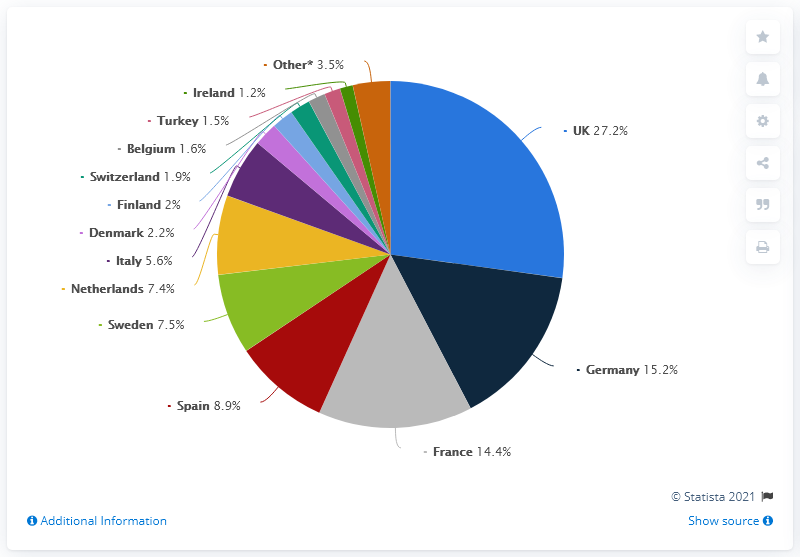 Other* 3.5%
Ireland 1.2%
Turkey 1.5%
UK 27.2%
Belgium 1.6%
Switzerland 1.9%
Finland 2%
Denmark 2.2%
Italy 5.6%
Netherlands 7.4%
Sweden 7.5%
Germany 15.2%
Spain 8.9%
France 14.4%
© Statista 2021
Additional Information
Show source